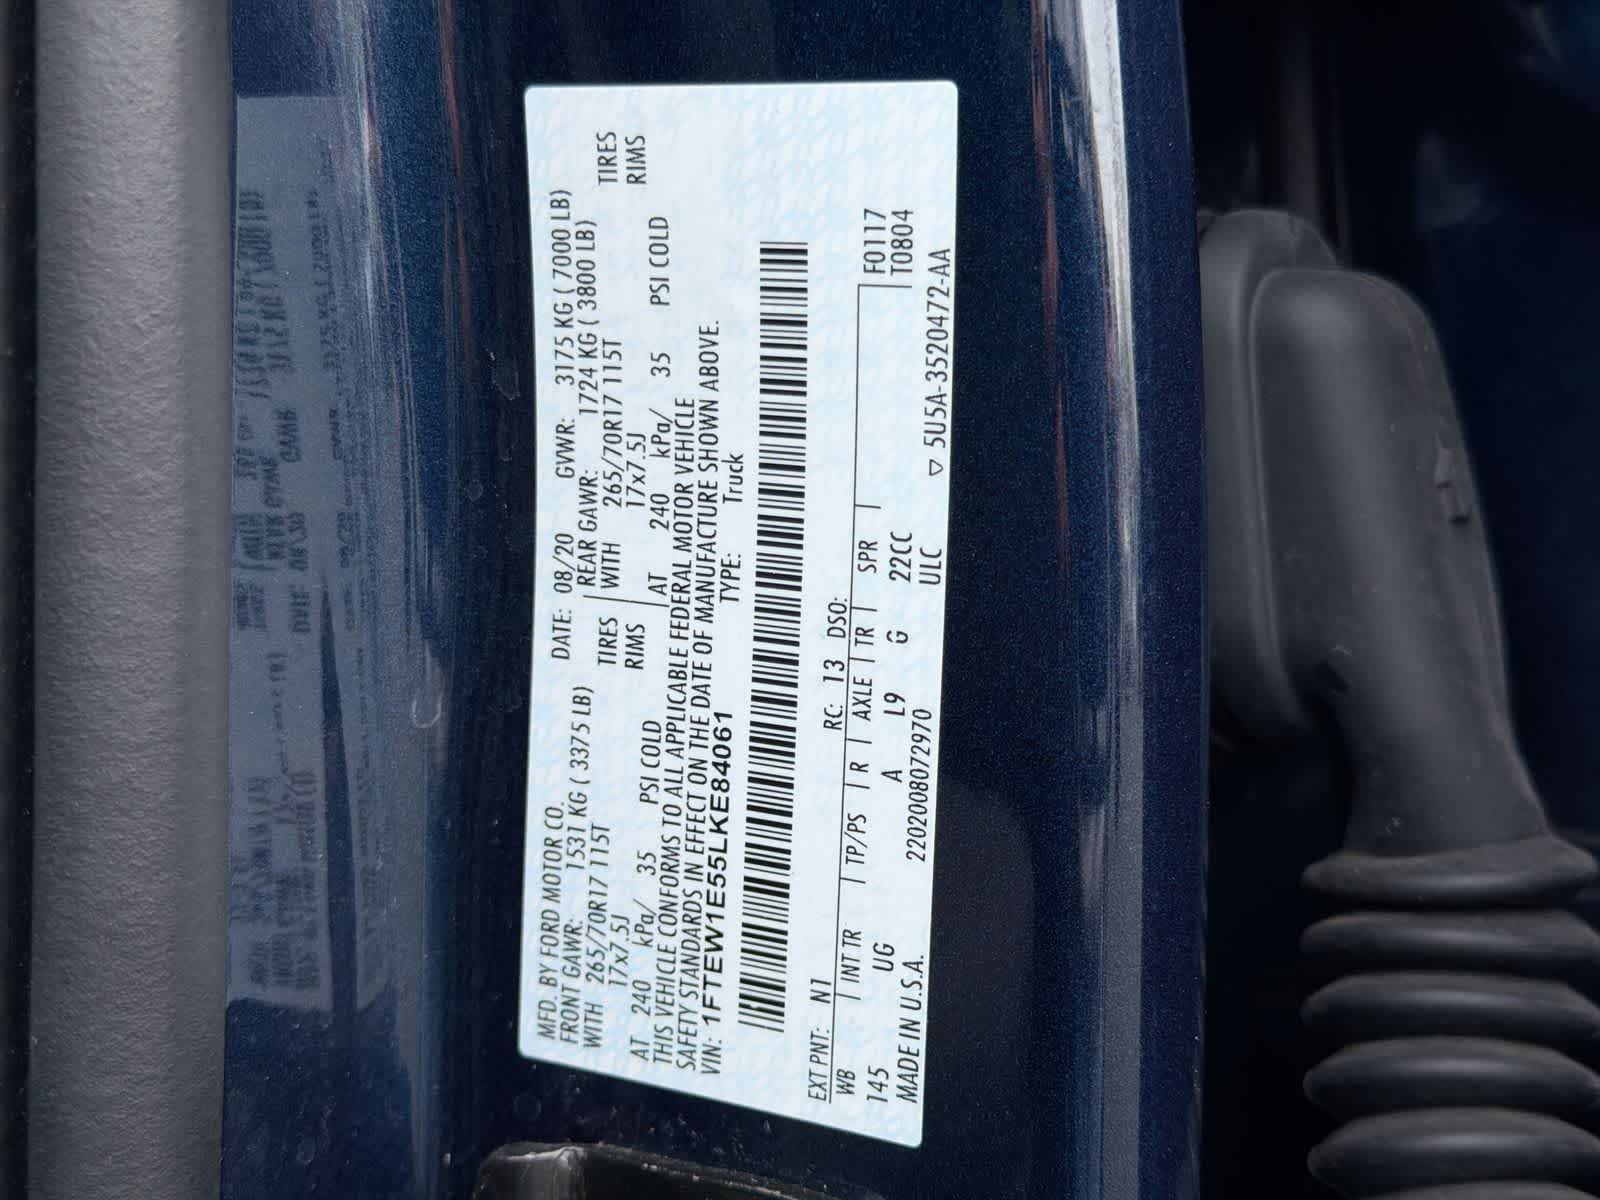 MFD. BY FORD MOTOR CO. DATE: 08/20 GVWR: 3175 KG ( 7000 LB)
FRONT GAWR: 1531 KG ( 3375 LB) REAR GAWR: 1724 KG ( 3800 LB)
WITH 265/70R17 115T TIRES WITH 265/70R17 115T TIRES
17x7.5J RIMS 17x7.5J RIMS
AT 240 kPa/ 35 PSI COLD AT 240 kPa/ 35 PSI COLD
THIS VEHICLE CONFORMS TO ALL APPLICABLE FEDERAL MOTOR VEHICLE
SAFETY STANDARDS IN EFFECT ON THE DATE OF MANUFACTURE SHOWN ABOVE.
VIN: 1FTEW1E55LKE84061 TYPE: Truck
EXT PNT: N1 RC: 13 DSO:
WB INT TR TP/PS R AXLE TR SPR F0117
145 UG A L9 G 22CC T0804
MADE IN U.S.A. 2202008072970 ULC ▽ 5U5A-3520472-AA